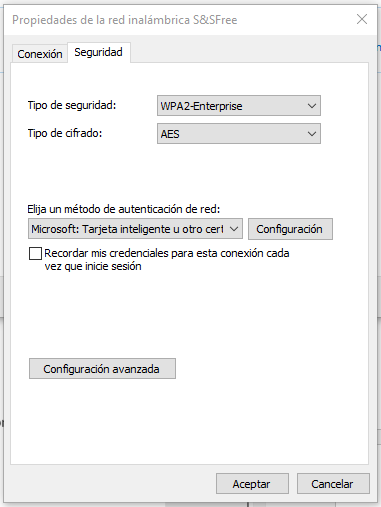 Propiedades de la red inalámbrica S&SFree
Conexión
Seguridad
Tipo de seguridad:
WPA2-Enterprise
Tipo de cifrado:
AES
Elija un método de autenticación de red:
Microsoft: Tarjeta inteligente u otro cert
Configuración
Recordar mis credenciales para esta conexión cada
vez que inicie sesión
Configuración avanzada
Aceptar
Cancelar